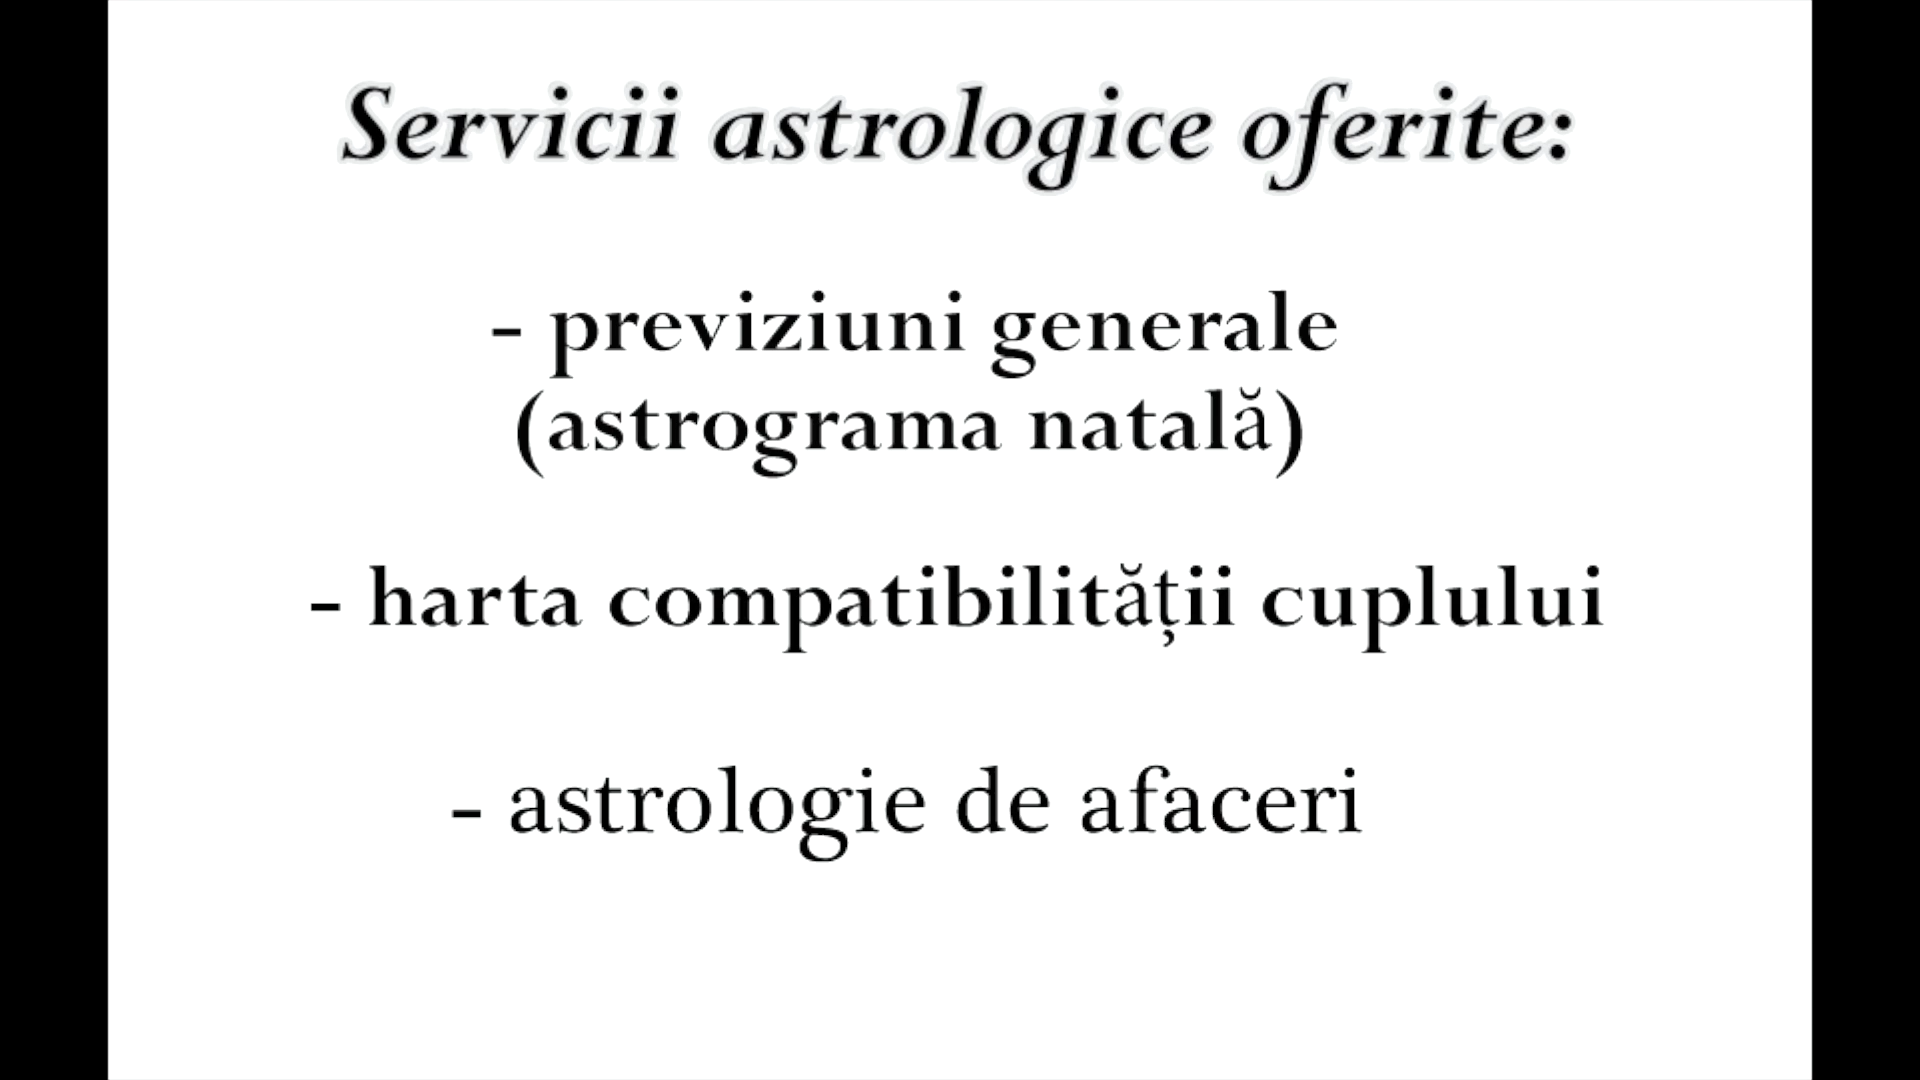 Servicii astrologice oferite:
- previziuni generale
(astrograma natală)
- harta compatibilității cuplului
- astrologie de afaceri